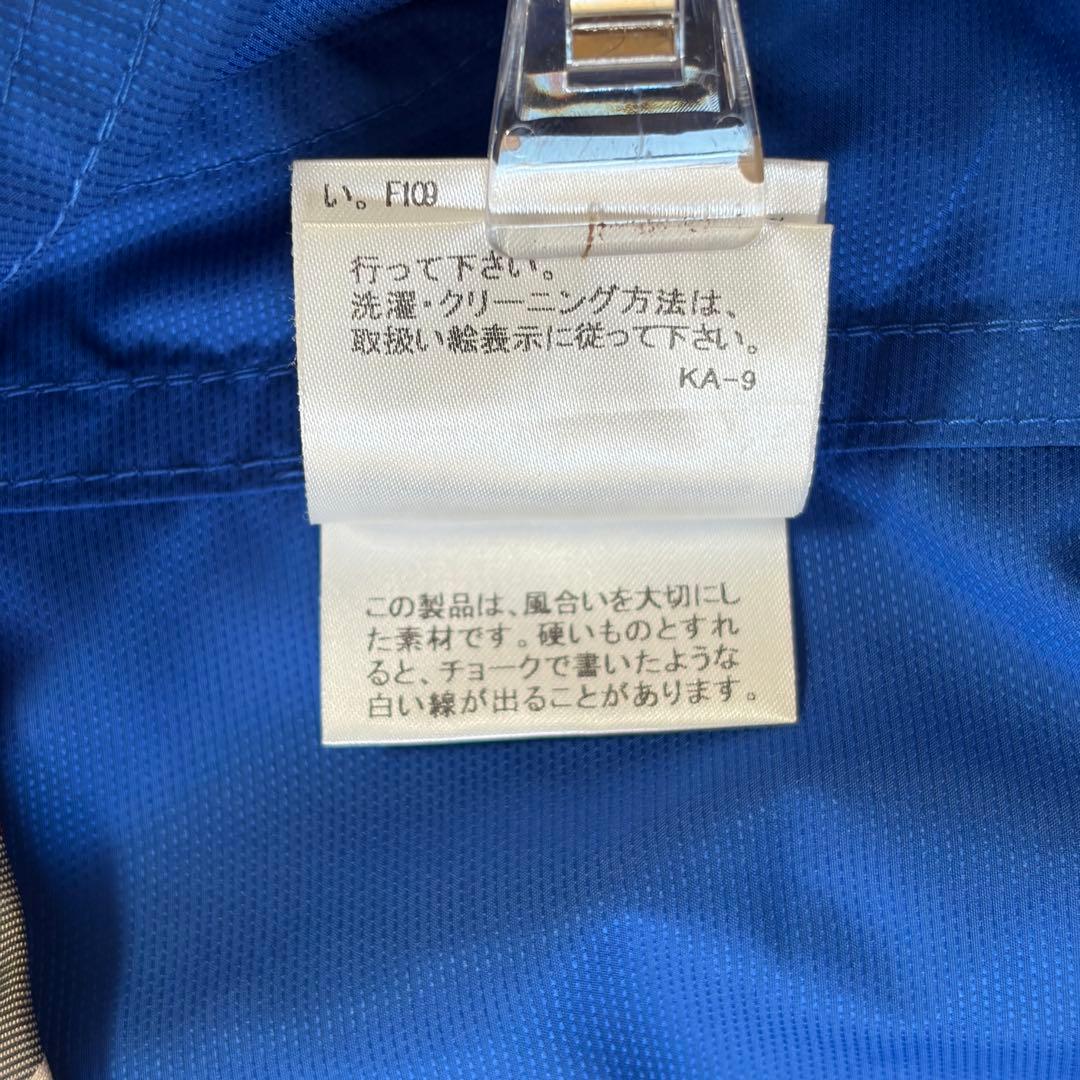 い。F109
行って下さい。
洗濯・クリーニング方法は、
取扱い絵表示に従って下さい。
KA-9
この製品は、風合いを大切にし
た素材です。硬いものとすれ
ると、チョークで書いたような
白い線が出ることがあります。